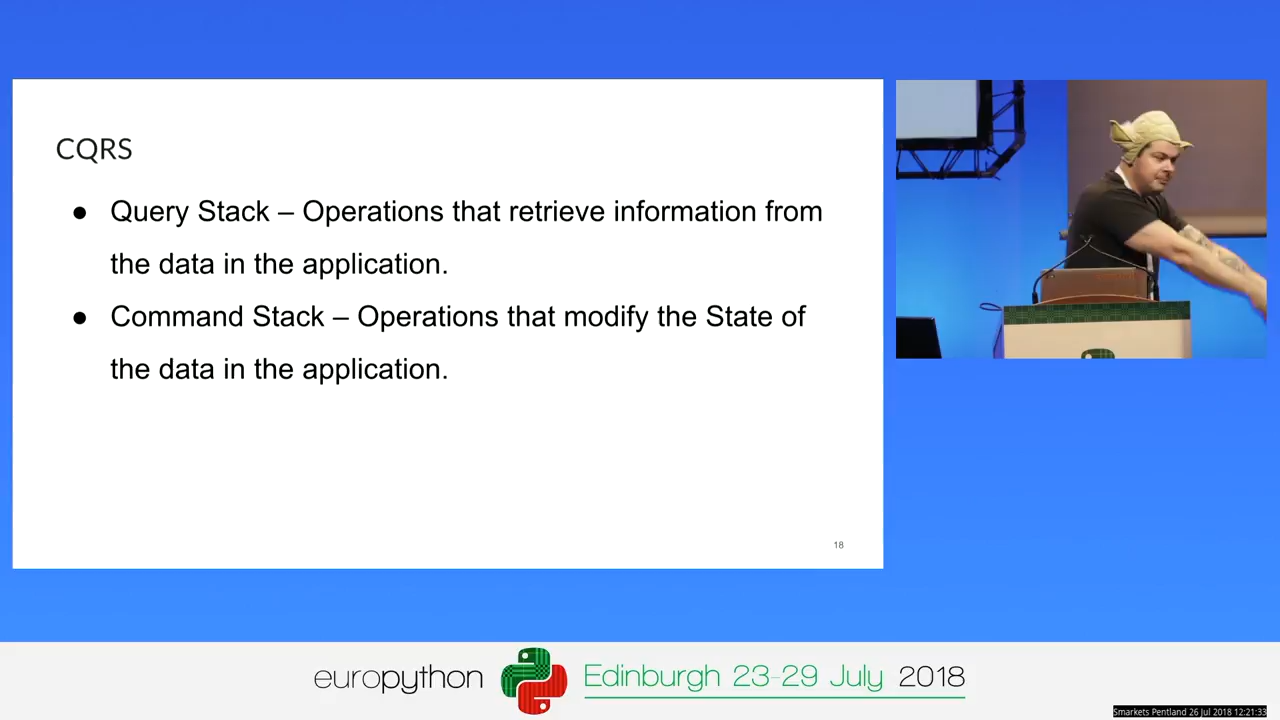 CQRS
● Query Stack – Operations that retrieve information from
the data in the application.
● Command Stack – Operations that modify the State of
the data in the application.
18
europython
Edinburgh 23-29 July 2018
Smarkets Pentland 26 Jul 2018 12:21:33